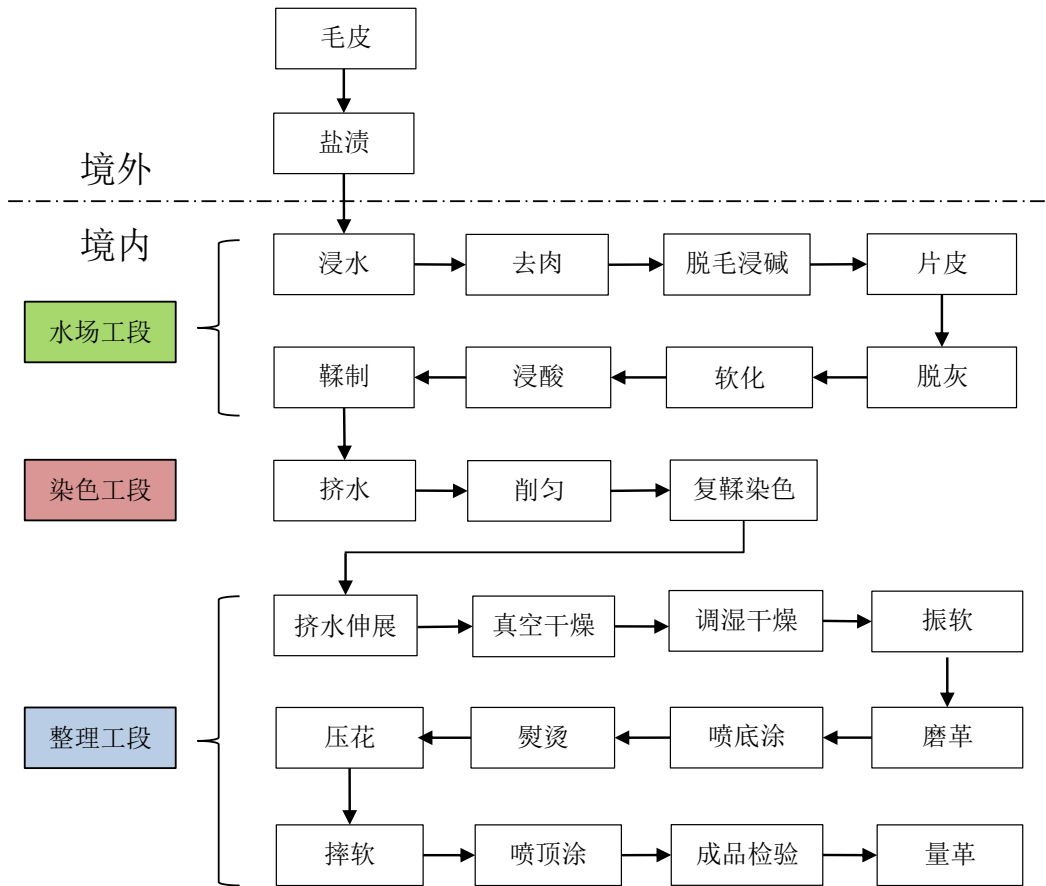 毛皮
盐渍
境外
境内
浸水
去肉
脱毛浸碱
片皮
水场工段
鞣制
浸酸
软化
脱灰
染色工段
挤水
削匀
复鞣染色
挤水伸展
真空干燥
调湿干燥
振软
整理工段
压花
熨烫
喷底涂
磨革
摔软
喷顶涂
成品检验
量革